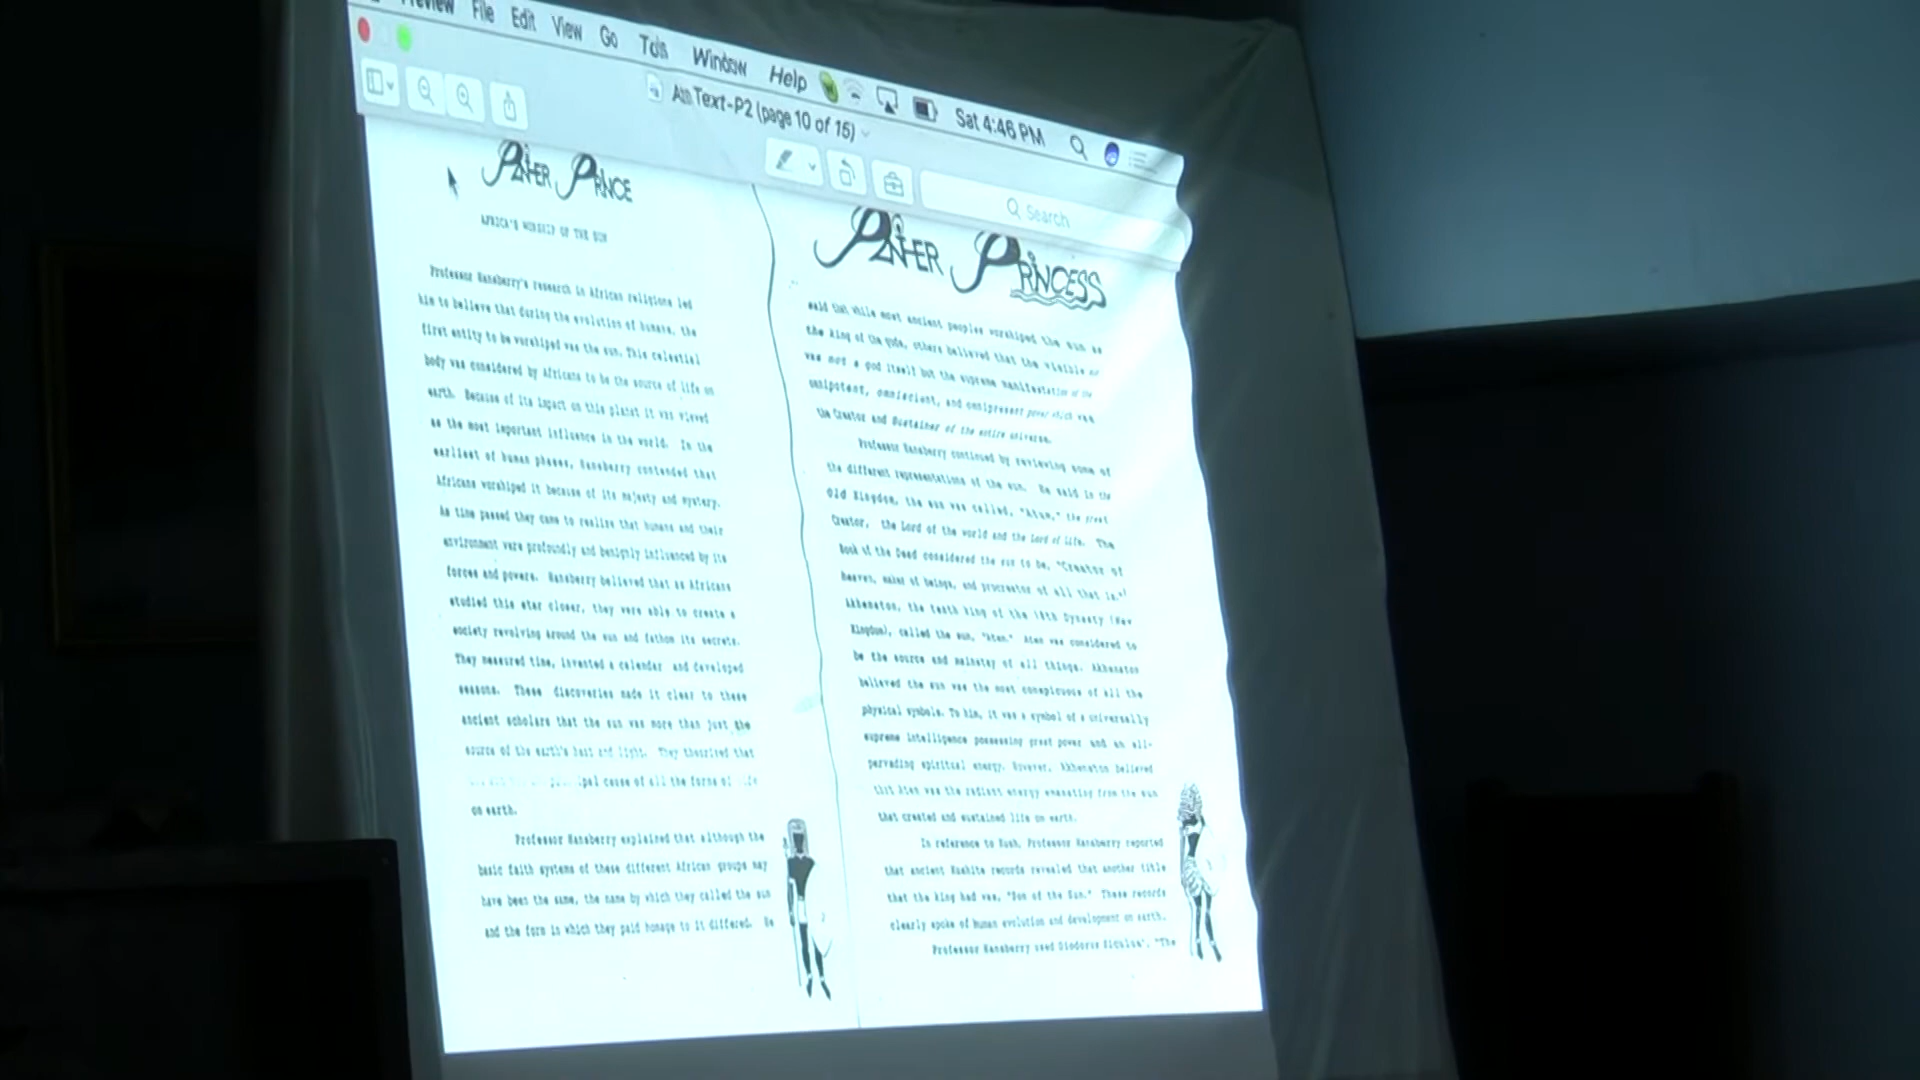 Preview File Edit View Go Tools Window Help
Sat 4:46 PM
Text-P2 (page 10 of 15)
Search
PANTHER PRINCE
AFRICA'S WORSHIP OF THE SUN
Professor Hansberry's research in African religions led
him to believe that during the evolution of humans, the
first entity to be worshiped was the sun. This celestial
body was considered by Africans to be the source of life on
earth. Because of its impact on this planet it was viewed
as the most important influence in the world. In the
earliest of human phases, Hansberry contended that
Africans worshiped it because of its majesty and mystery.
As time passed they came to realize that humans and their
environment were profoundly and benignly influenced by its
forces and powers. Hansberry believed that as Africans
studied this star closer, they were able to create a
society revolving around the sun and fathom its secrets.
They measured time, invented a calendar and developed
seasons. These discoveries made it clear to these
ancient scholars that the sun was more than just the
source of the earth's heat and light. They theorized that
cause of all the forms of life
on earth.
Professor Hansberry explained that although the
basic faith systems of these different African groups may
have been the same, the name by which they called the sun
and the form in which they paid homage to it differed. He
PANTHER PRINCESS
said that while most ancient peoples worshiped the sun as
the king of the gods, others believed that the visible
was not a god itself but the supreme manifestation of the
omnipotent, omniscient, and omnipresent power which was
the Creator and Sustainer of the entire universe.
Professor Hansberry continued by reviewing some of
the different representations of the sun. He said in the
Old Kingdom, the sun was called, "Atum," the great
Creator, the Lord of the world and the Lord of life. The
Book of the Dead considered the sun to be, "Creator of
heaven, maker of beings, and procreator of all that is."
Akhenaton, the tenth king of the 18th Dynasty (New
Kingdom), called the sun, "Aten." Aten was considered to
be the source and mainstay of all things. Akhenaton
believed the sun was the most conspicuous of all the
physical symbols. To him, it was a symbol of a universally
supreme intelligence possessing great power and an all-
pervading spiritual energy. However, Akhenaton believed
that Aten was the radiant energy emanating from the sun
that created and sustained life on earth.
In reference to Kush, Professor Hansberry reported
that ancient Kushite records revealed that another title
that the king had was, "Son of the Sun." These records
clearly spoke of human evolution and development on earth.
Professor Hansberry used Diodorus Siculus', "The